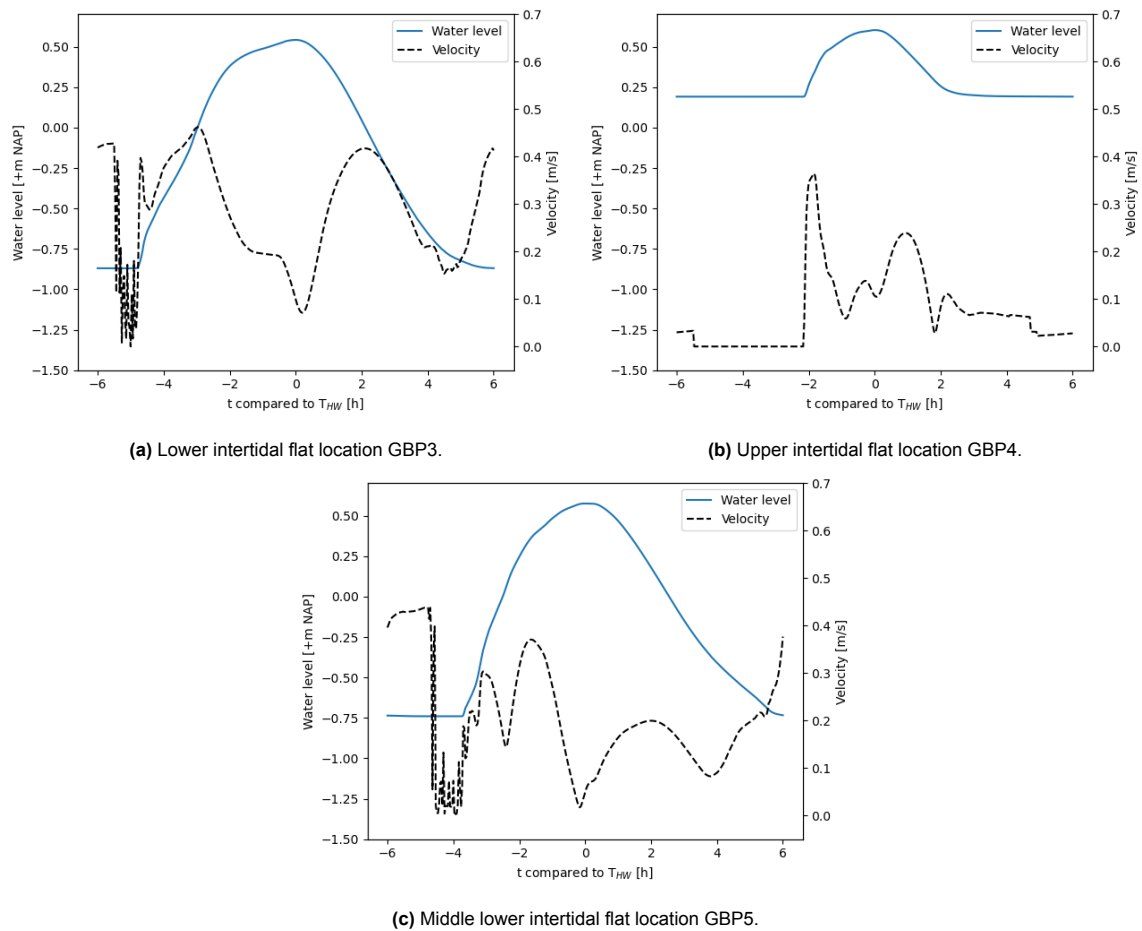 Water level
Velocity
0.50
0.25
0.00
−0.25
−0.50
−0.75
−1.00
−1.25
−1.50
Water level [+m NAP]
0.7
0.6
0.5
0.4
0.3
0.2
0.1
0.0
Velocity [m/s]
−6 −4 −2 0 2 4 6
t compared to T_HW [h]
(a) Lower intertidal flat location GBP3.
Water level
Velocity
0.50
0.25
0.00
−0.25
−0.50
−0.75
−1.00
−1.25
−1.50
Water level [+m NAP]
0.7
0.6
0.5
0.4
0.3
0.2
0.1
0.0
Velocity [m/s]
−6 −4 −2 0 2 4 6
t compared to T_HW [h]
(b) Upper intertidal flat location GBP4.
Water level
Velocity
0.50
0.25
0.00
−0.25
−0.50
−0.75
−1.00
−1.25
−1.50
Water level [+m NAP]
0.7
0.6
0.5
0.4
0.3
0.2
0.1
0.0
Velocity [m/s]
−6 −4 −2 0 2 4 6
t compared to T_HW [h]
(c) Middle lower intertidal flat location GBP5.